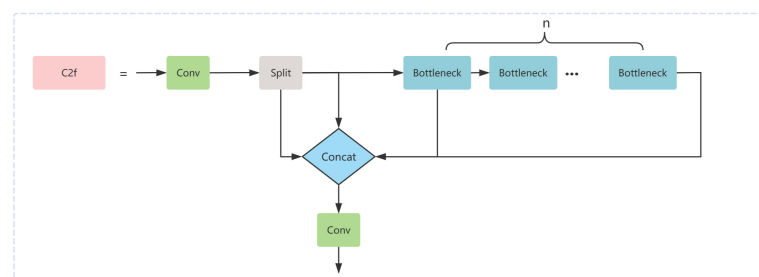 n
C2f
=
Conv
Split
Bottleneck
Bottleneck
...
Bottleneck
Concat
Conv